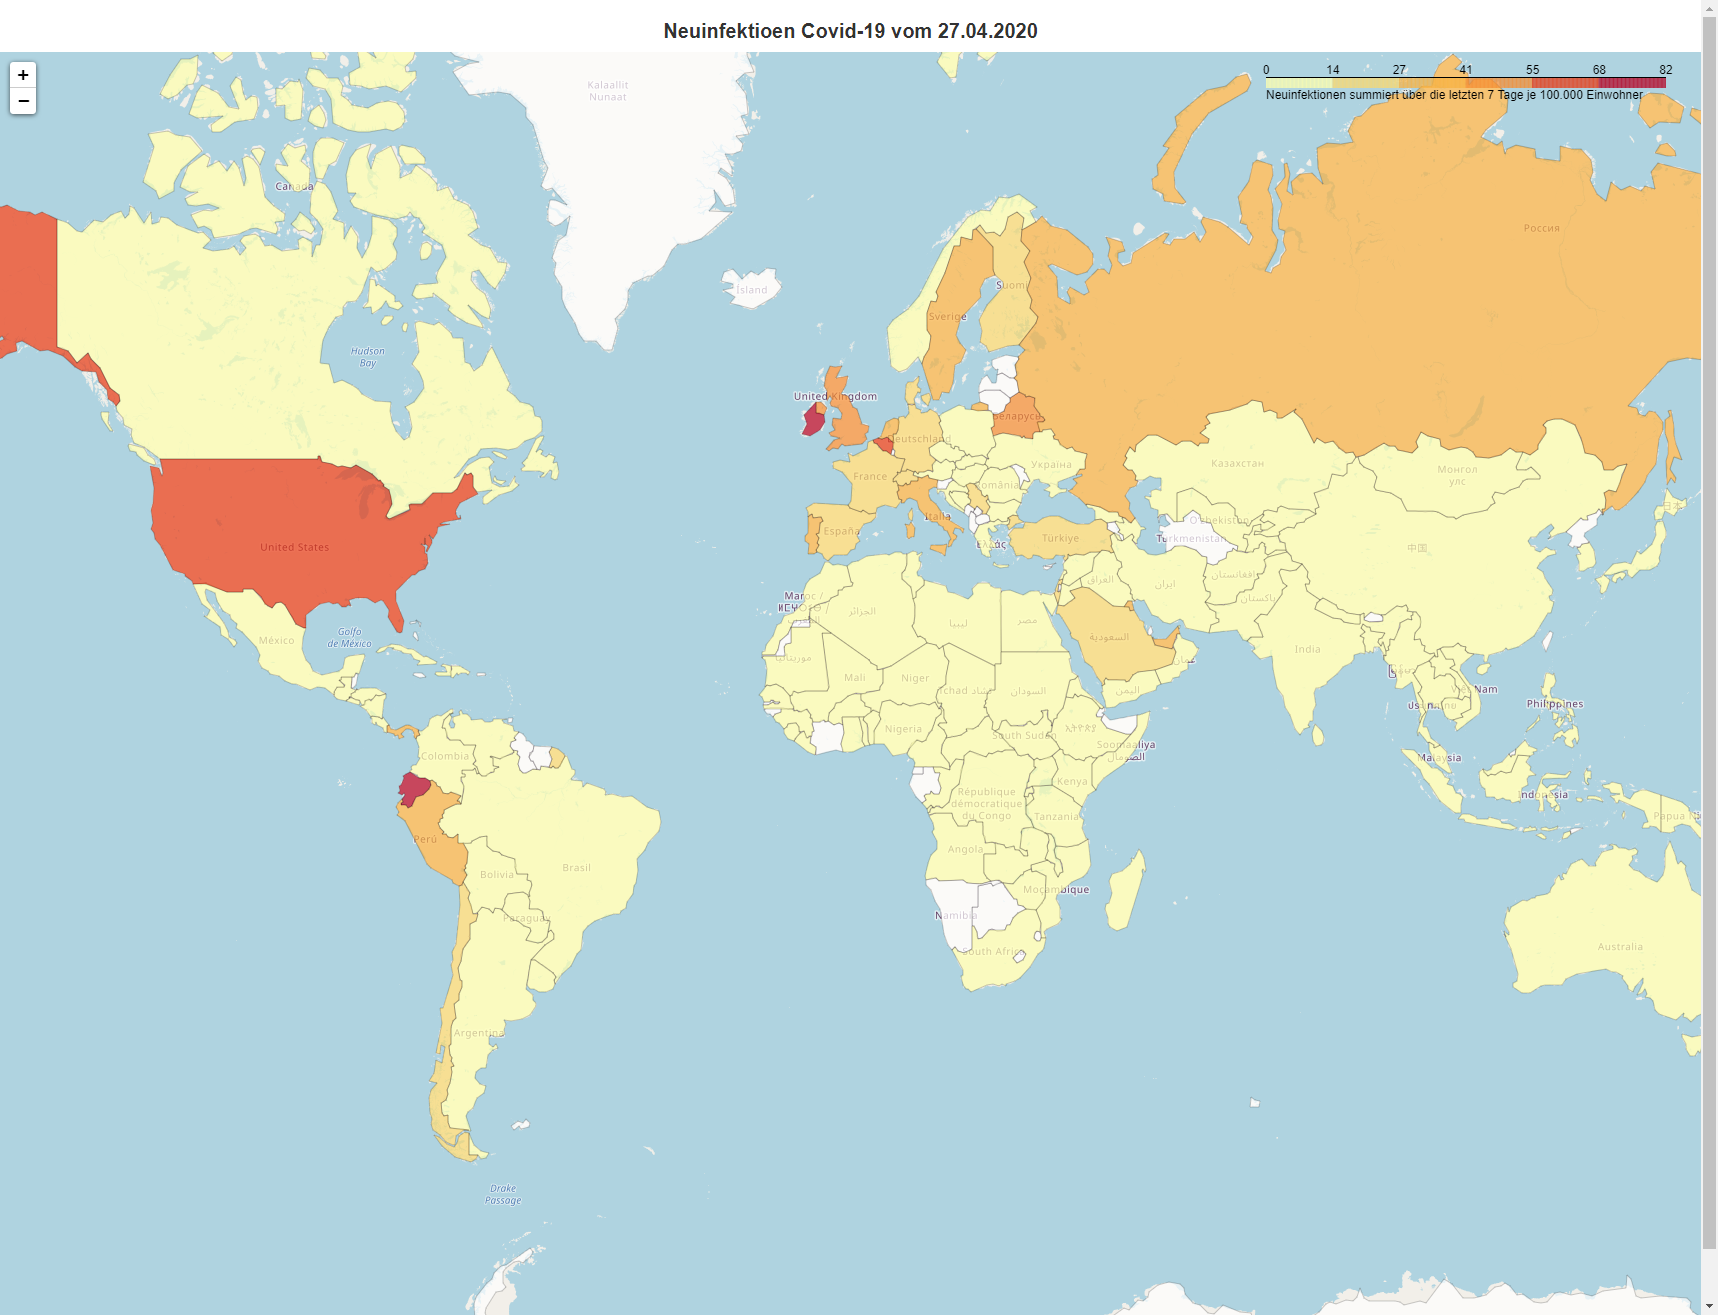 Neuinfektioen Covid-19 vom 27.04.2020
+
−
0 14 27 41 55 68 82
Neuinfektionen summiert über die letzten 7 Tage je 100.000 Einwohner
Kalaallit
Nunaat
Canada
Россия
Ísland
Suomi
Sverige
Hudson
Bay
United Kingdom
Беларусь
Deutschland
Україна
Казахстан
Монгол
улс
France
România
United States
España
Italia
Türkiye
Ελλάς
Türkmenistan
中国
日本
العراق
ایران
افغانستان
پاکستان
Maroc /
المغرب
الجزائر
ليبيا
مصر
السعودية
عمان
اليمن
India
México
Golfo
de México
موريتانيا
Mali
Niger
Tchad تشاد
السودان
Việt Nam
Philippines
Nigeria
South Sudan
ኢትዮጵያ
Soomaaliya
الصومال
Colombia
Malaysia
Indonesia
Kenya
République
démocratique
du Congo
Tanzania
Papua N
Perú
Bolivia
Brasil
Angola
Moçambique
Paraguay
Namibia
South Africa
Australia
Argentina
Drake
Passage